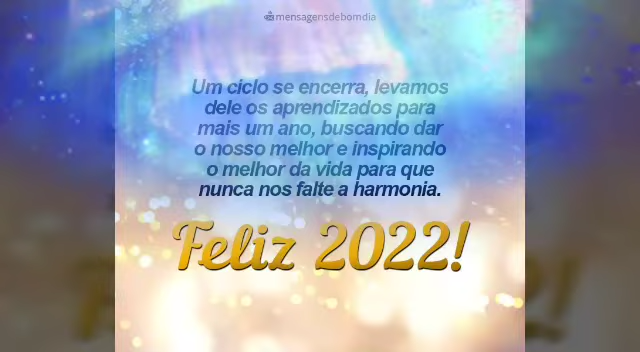 mensagensdebomdia
Um ciclo se encerra, levamos
dele os aprendizados para
mais um ano, buscando dar
o nosso melhor e inspirando
o melhor da vida para que
nunca nos falte a harmonia.
Feliz 2022!